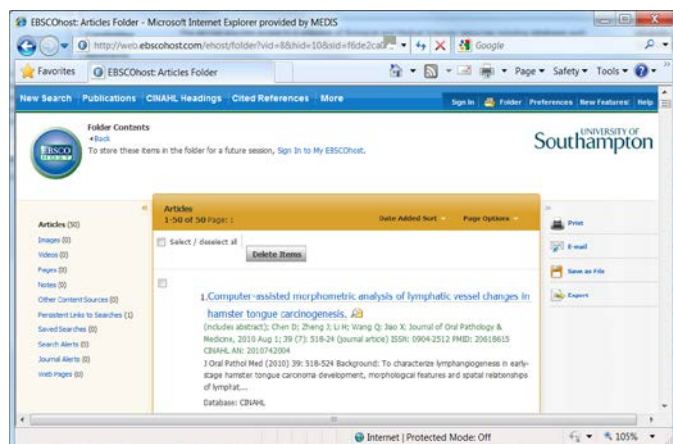 EBSCOhost: Articles Folder - Microsoft Internet Explorer provided by MEDIS
http://web.ebscohost.com/ehost/folder?vid=8&hid=10&sid=f6de2ca0
Google
Favorites
EBSCOhost: Articles Folder
Page
Safety
Tools
New Search
Publications
CINAHL Headings
Cited References
More
Sign In
Folder
Preferences
New Features!
Help
EBSCO
HOST
Folder Contents
Back
To store these items in the folder for a future session, Sign In to My EBSCOhost.
UNIVERSITY OF
Southampton
Articles (50)
Images (0)
Videos (0)
Pages (0)
Notes (0)
Other Content Sources (0)
Persistent Links to Searches (1)
Saved Searches (0)
Search Alerts (0)
Journal Alerts (0)
Web Pages (0)
Articles
1-50 of 50 Page: 1
Date Added Sort
Page Options
Select / deselect all
Delete Items
1.Computer-assisted morphometric analysis of lymphatic vessel changes in
hamster tongue carcinogenesis.
(includes abstract); Chen D; Zheng J; Li H; Wang Q; Jiao X; Journal of Oral Pathology &
Medicine, 2010 Aug 1; 39 (7): 518-24 (journal article) ISSN: 0904-2512 PMID: 20618615
CINAHL AN: 2010742004
J Oral Pathol Med (2010) 39: 518-524 Background: To characterize lymphangiogenesis in early-
stage hamster tongue carcinoma development, morphological features and spatial relationships
of lymphat,...
Database: CINAHL
Print
E-mail
Save as File
Export
Internet | Protected Mode: Off
105%